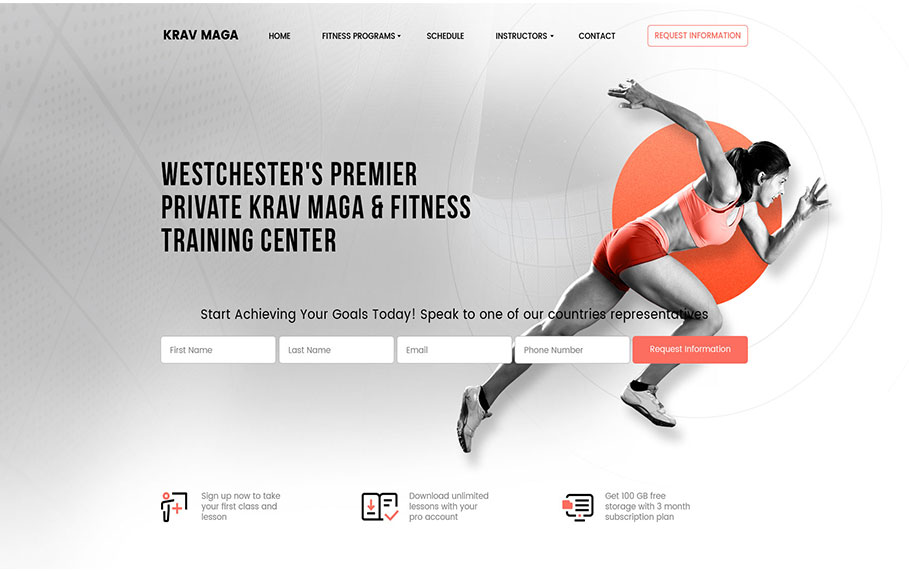 KRAV MAGA HOME FITNESS PROGRAMS SCHEDULE INSTRUCTORS CONTACT REQUEST INFORMATION
WESTCHESTER'S PREMIER
PRIVATE KRAV MAGA & FITNESS
TRAINING CENTER
Start Achieving Your Goals Today! Speak to one of our countries representatives
First Name Last Name Email Phone Number Request Information
Sign up now to take
your first class and
lesson
Download unlimited
lessons with your
pro account
Get 100 GB free
storage with 3 month
subscription plan